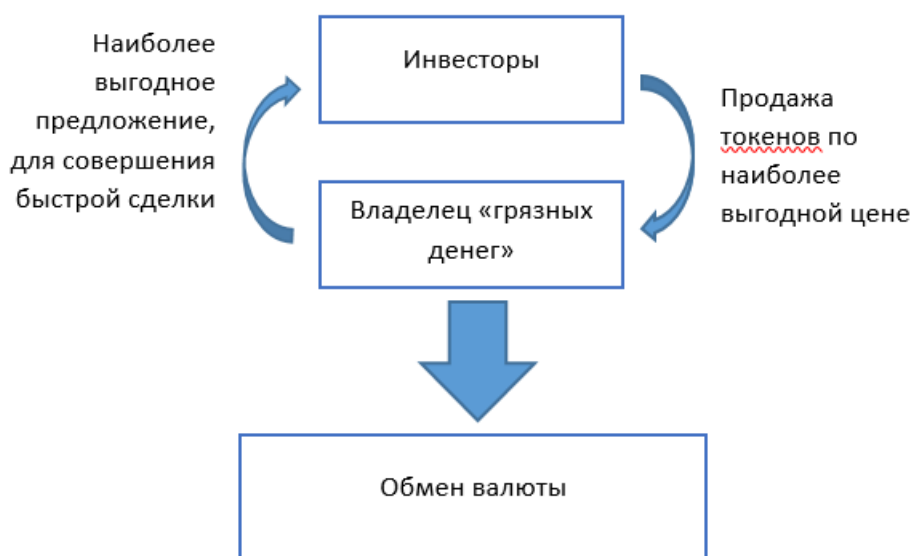 Наиболее
выгодное
предложение,
для совершения
быстрой сделки
Инвесторы
Продажа
токенов по
наиболее
выгодной цене
Владелец «грязных
денег»
Обмен валюты